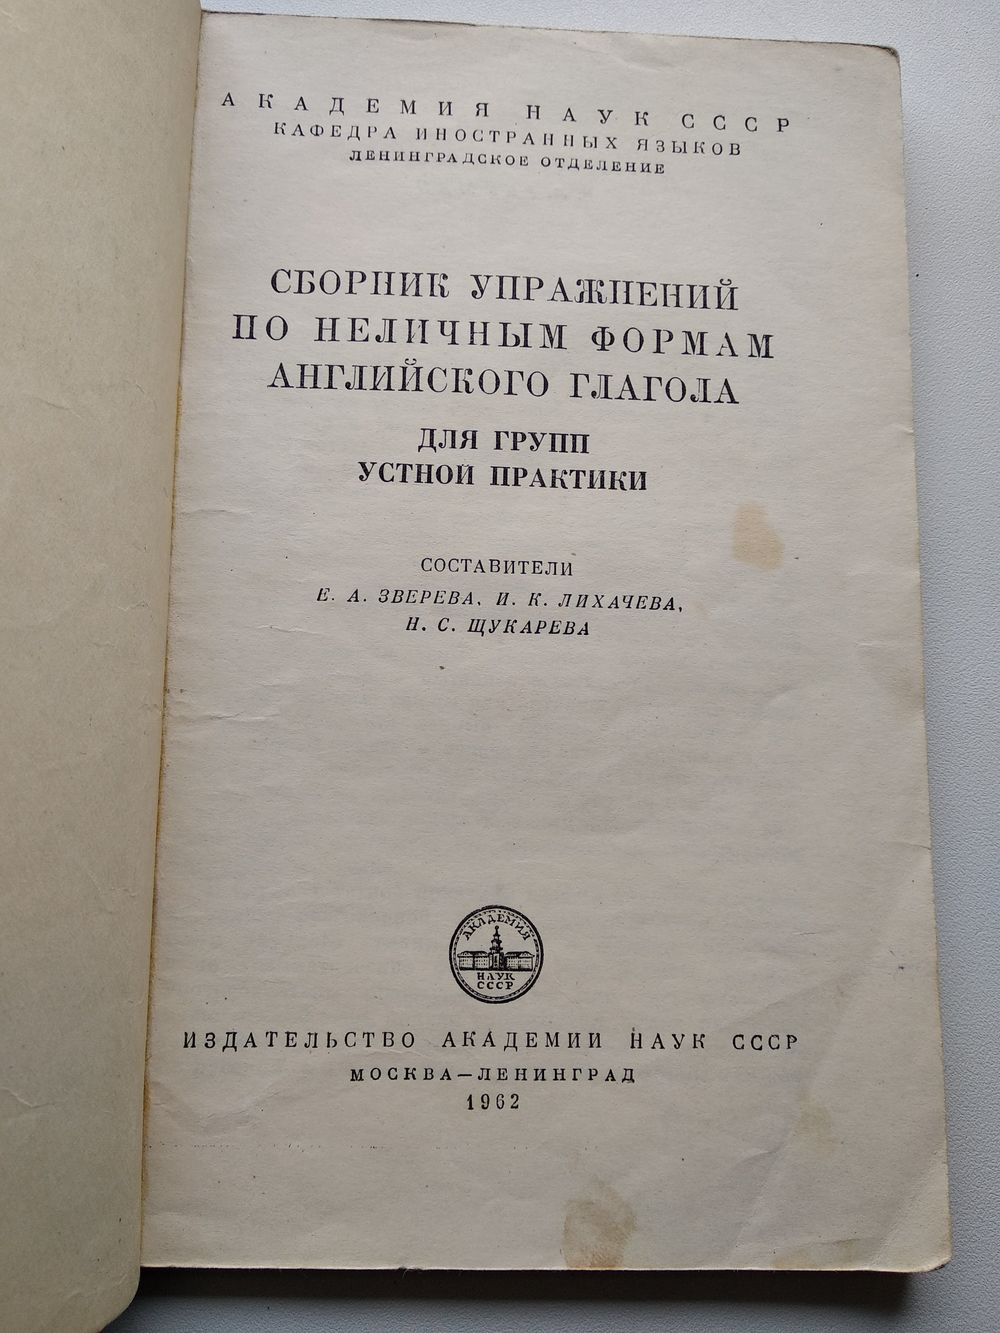 АКАДЕМИЯ НАУК СССР
КАФЕДРА ИНОСТРАННЫХ ЯЗЫКОВ
ЛЕНИНГРАДСКОЕ ОТДЕЛЕНИЕ
СБОРНИК УПРАЖНЕНИЙ
ПО НЕЛИЧНЫМ ФОРМАМ
АНГЛИЙСКОГО ГЛАГОЛА
ДЛЯ ГРУПП
УСТНОЙ ПРАКТИКИ
СОСТАВИТЕЛИ
Е. А. ЗВЕРЕВА, И. К. ЛИХАЧЕВА,
Н. С. ЩУКАРЕВА
АКАДЕМИЯ
НАУК
СССР
ИЗДАТЕЛЬСТВО АКАДЕМИИ НАУК СССР
МОСКВА—ЛЕНИНГРАД
1962